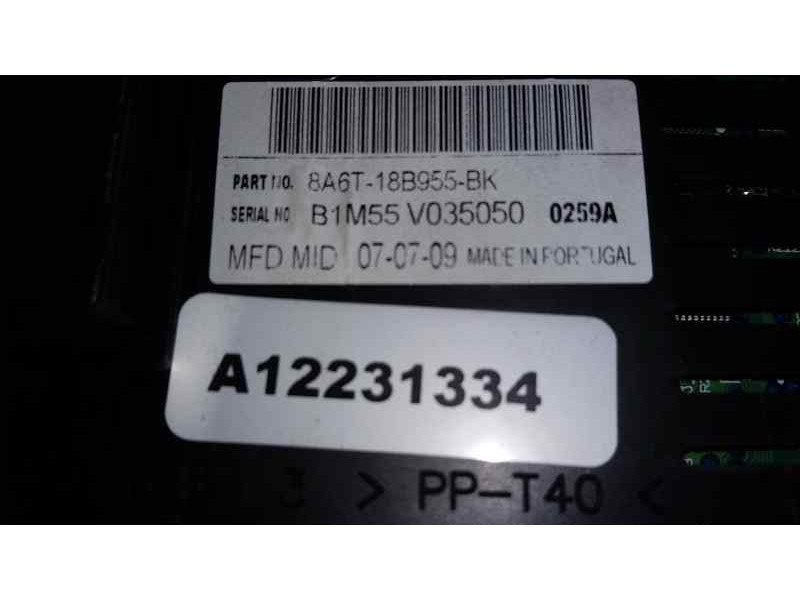 PART NO. 8A6T-18B955-BK
SERIAL NO B1M55 V035050 0259A
MFD MID 07-07-09 MADE IN PORTUGAL
A12231334
3 > PP-T40 <